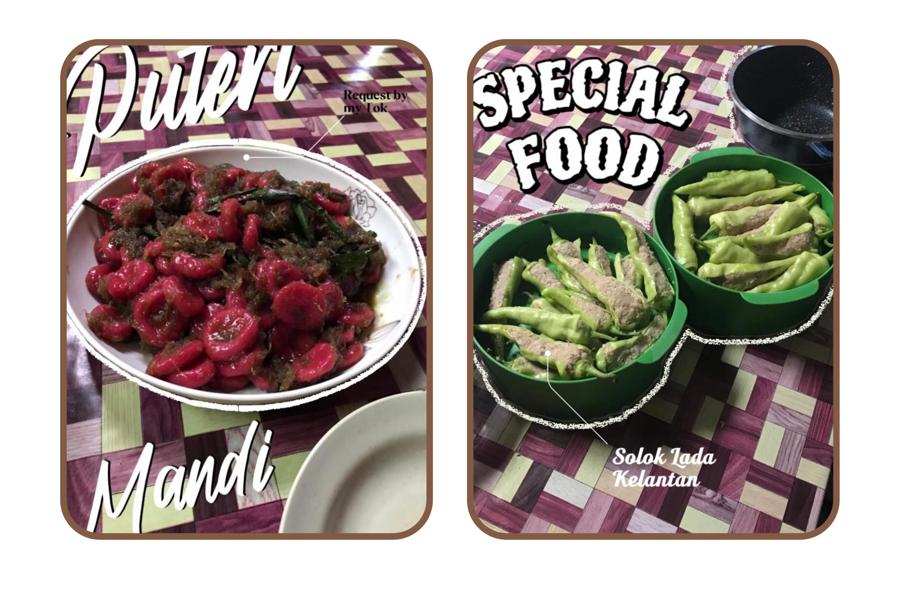 Puteri
Request by
my Tok
Mandi
SPECIAL
FOOD
Solok Lada
Kelantan